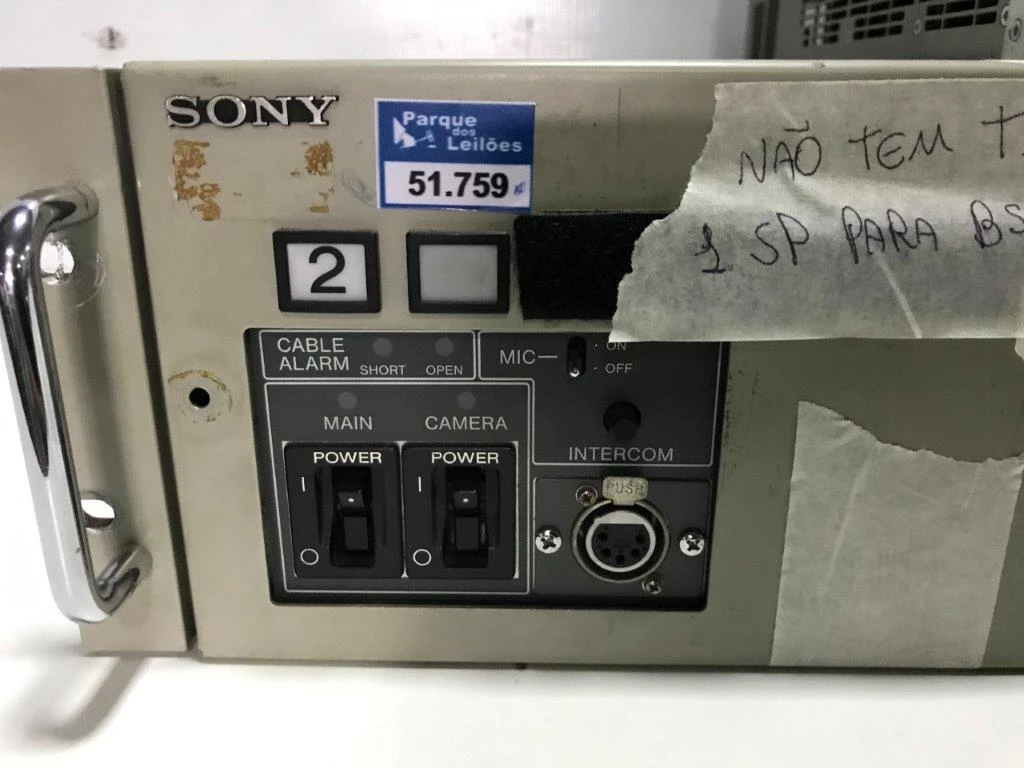 SONY
Parque
dos
Leilões
51.759
NÃO TEM
1 SP PARA
2
CABLE
ALARM
SHORT
OPEN
MIC
ON
OFF
MAIN
CAMERA
INTERCOM
POWER
POWER
I
I
O
O
PUSH